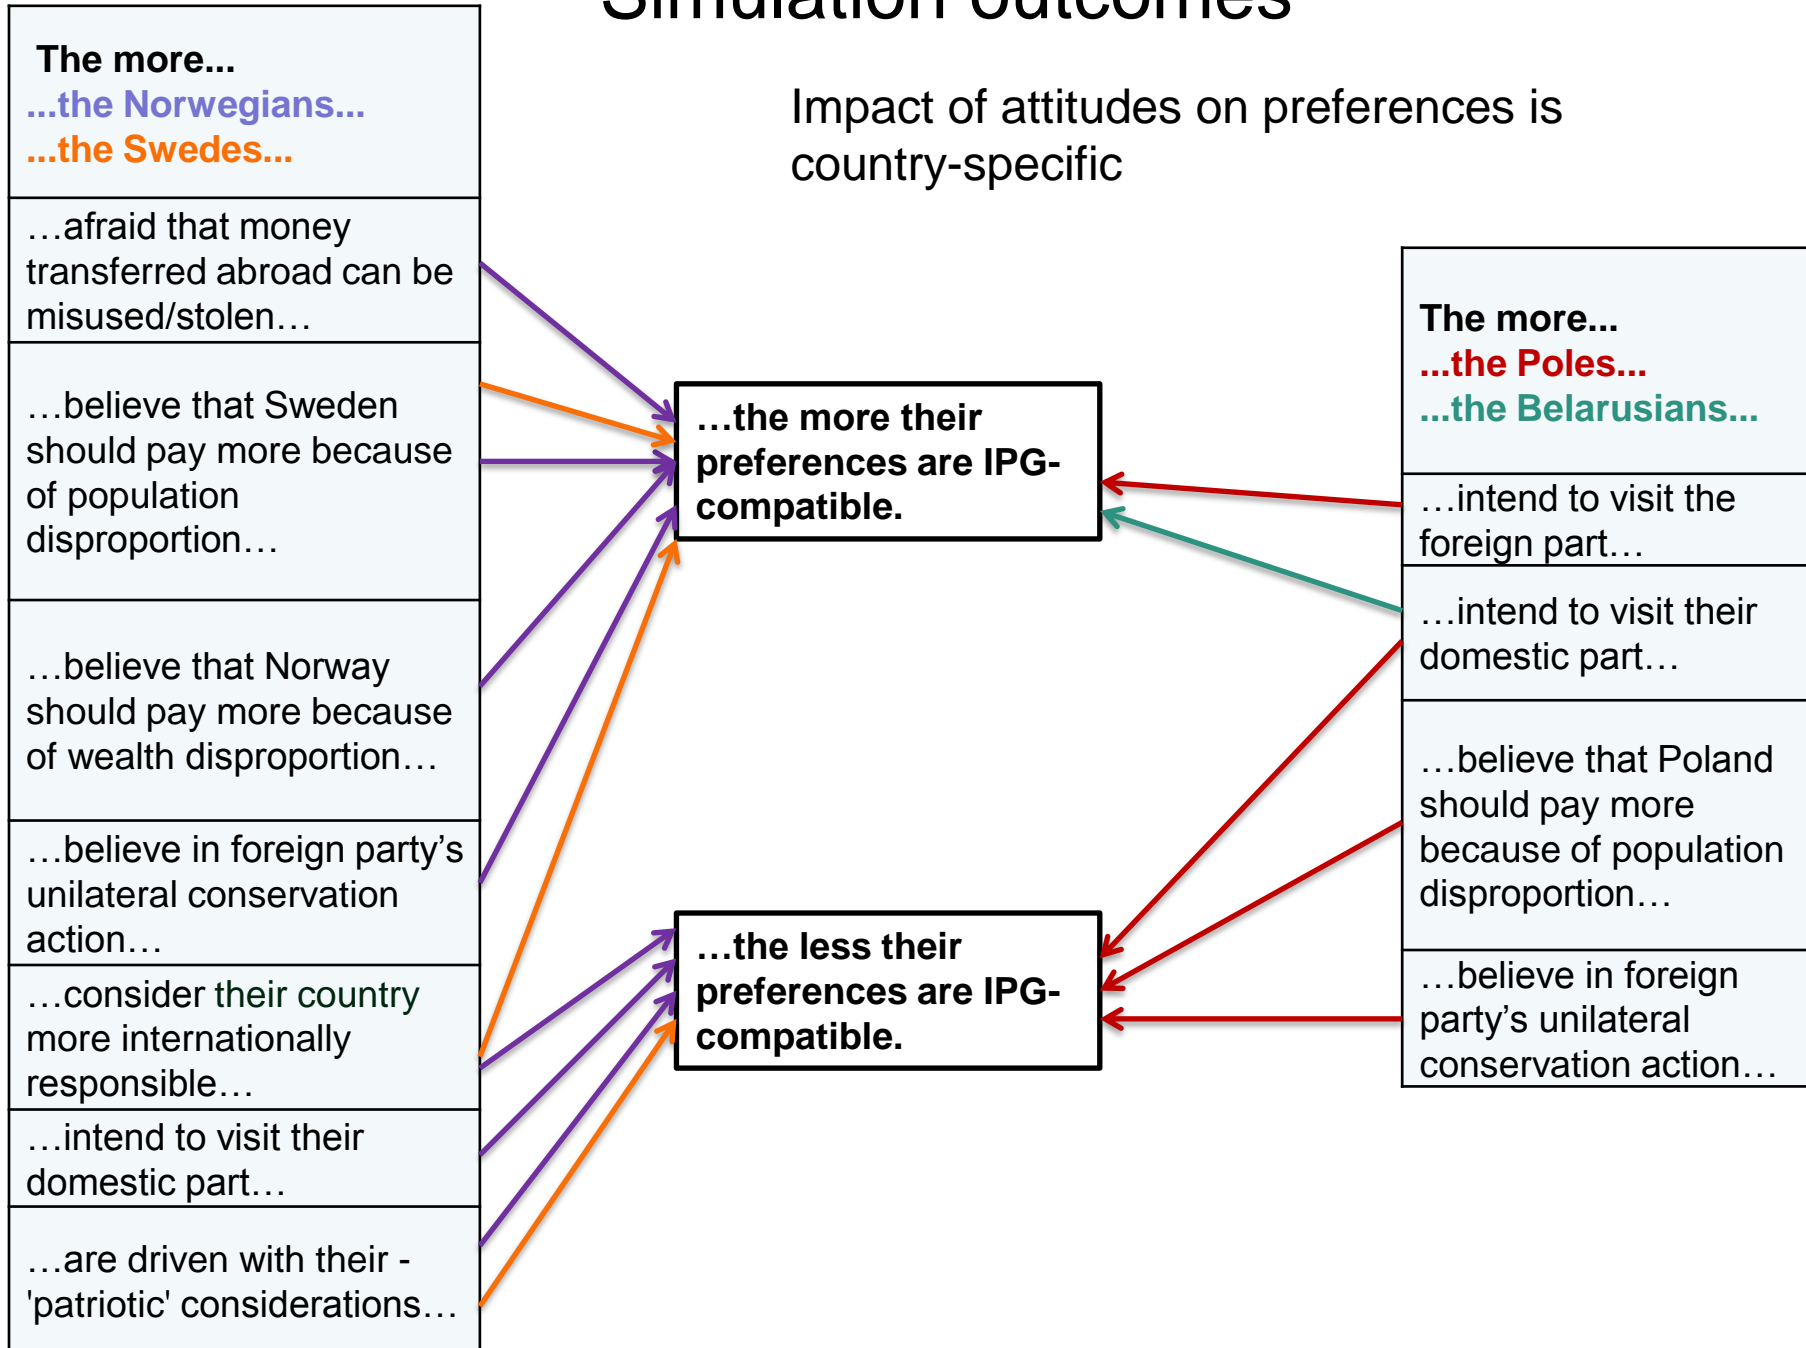 Simulation outcomes
Impact of attitudes on preferences is
country-specific
The more...
...the Norwegians...
...the Swedes...
…afraid that money
transferred abroad can be
misused/stolen…
…believe that Sweden
should pay more because
of population
disproportion…
…believe that Norway
should pay more because
of wealth disproportion…
…believe in foreign party’s
unilateral conservation
action…
…consider their country
more internationally
responsible…
…intend to visit their
domestic part…
…are driven with their -
'patriotic' considerations…
…the more their
preferences are IPG-
compatible.
…the less their
preferences are IPG-
compatible.
The more...
...the Poles...
...the Belarusians...
…intend to visit the
foreign part…
…intend to visit their
domestic part…
…believe that Poland
should pay more
because of population
disproportion…
…believe in foreign
party’s unilateral
conservation action…